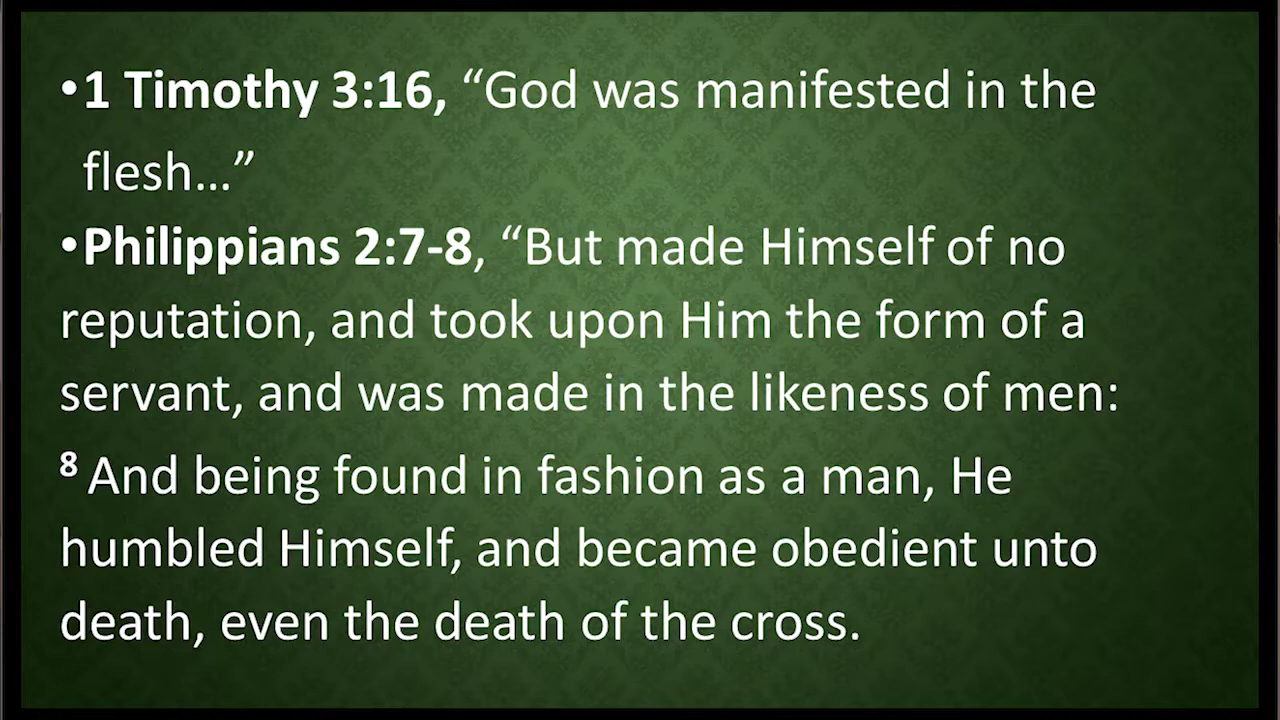 •1 Timothy 3:16, “God was manifested in the
flesh…”
•Philippians 2:7-8, “But made Himself of no
reputation, and took upon Him the form of a
servant, and was made in the likeness of men:
8 And being found in fashion as a man, He
humbled Himself, and became obedient unto
death, even the death of the cross.